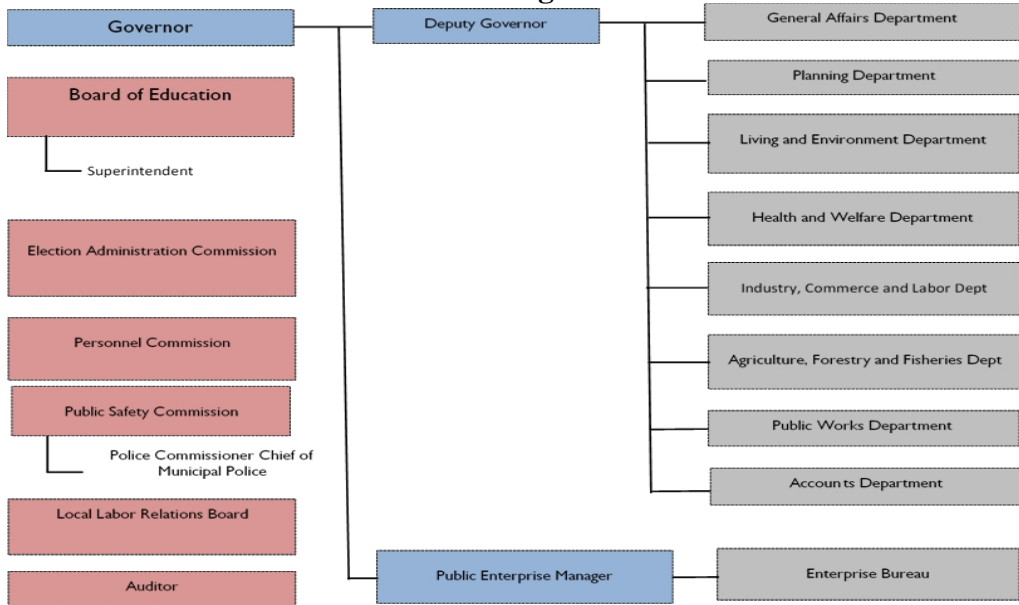 Governor
Deputy Governor
General Affairs Department
Board of Education
Superintendent
Planning Department
Living and Environment Department
Health and Welfare Department
Election Administration Commission
Industry, Commerce and Labor Dept
Personnel Commission
Agriculture, Forestry and Fisheries Dept
Public Safety Commission
Police Commissioner Chief of
Municipal Police
Public Works Department
Accounts Department
Local Labor Relations Board
Auditor
Public Enterprise Manager
Enterprise Bureau